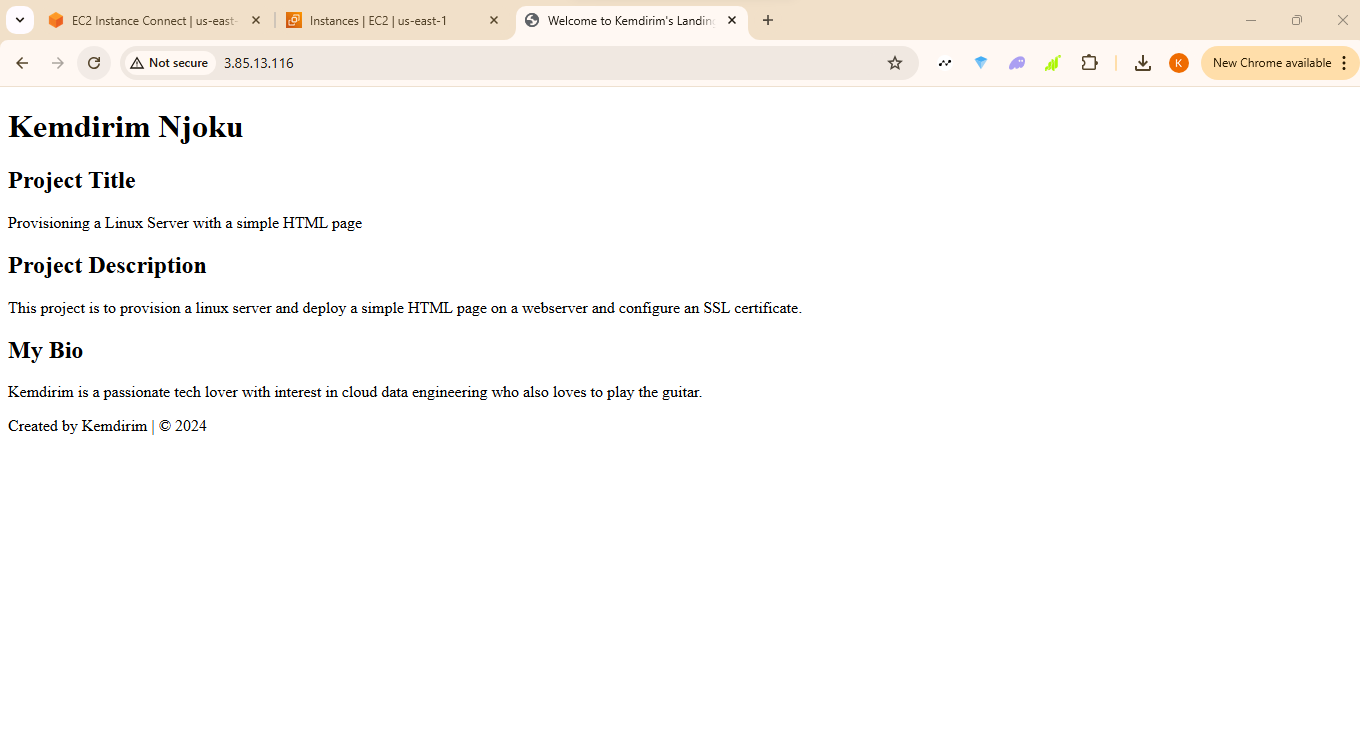 EC2 Instance Connect | us-east-
Instances | EC2 | us-east-1
Welcome to Kemdirim's Landing
Not secure
3.85.13.116
K
New Chrome available
Kemdirim Njoku
Project Title
Provisioning a Linux Server with a simple HTML page
Project Description
This project is to provision a linux server and deploy a simple HTML page on a webserver and configure an SSL certificate.
My Bio
Kemdirim is a passionate tech lover with interest in cloud data engineering who also loves to play the guitar.
Created by Kemdirim | © 2024